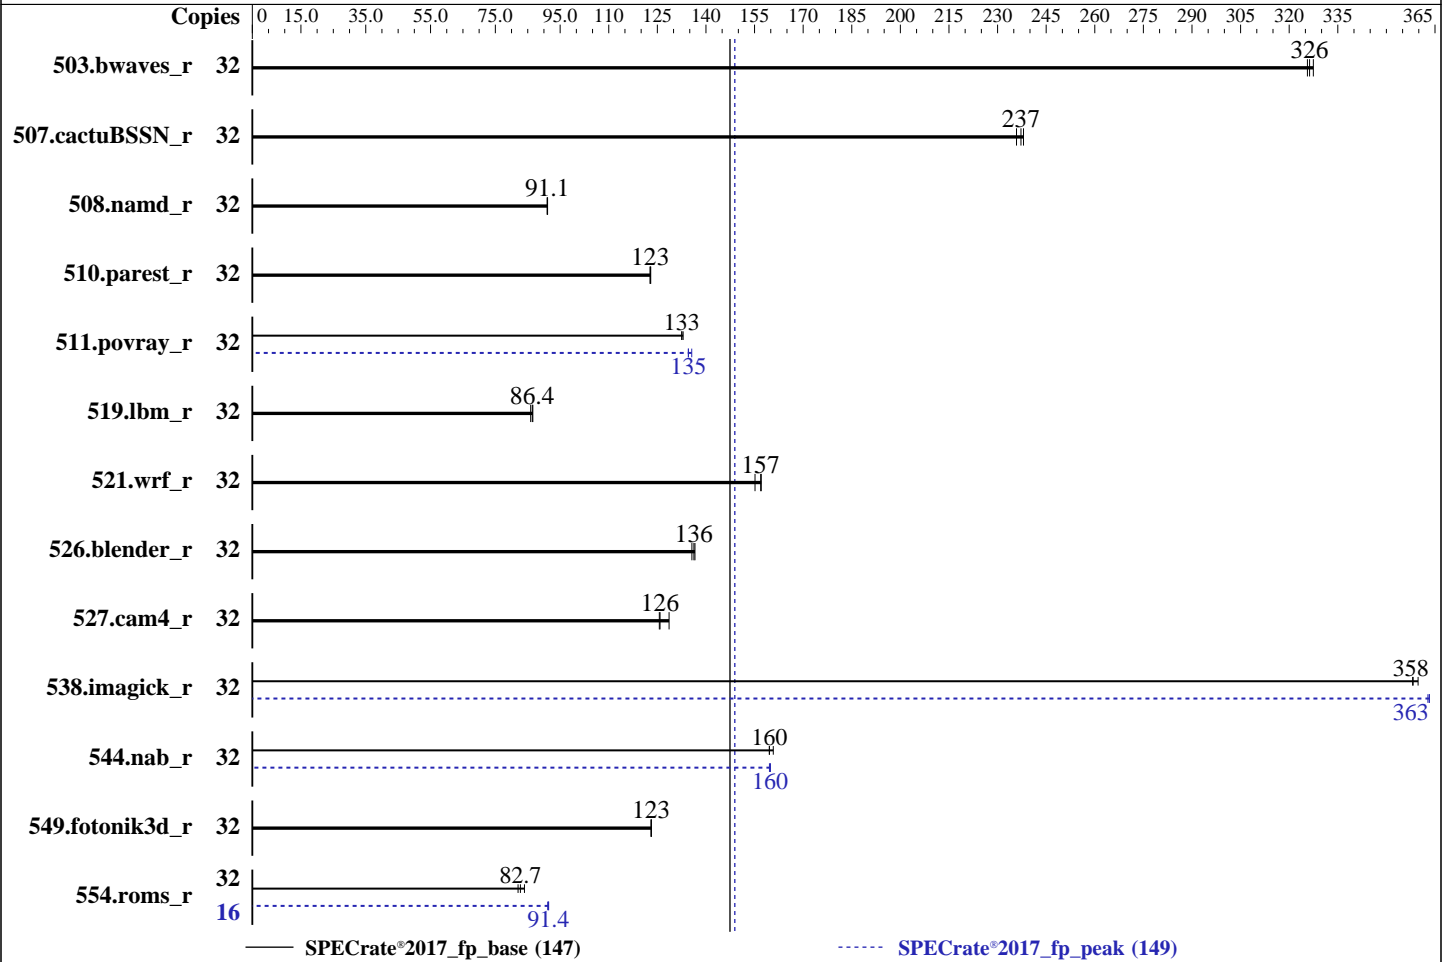 Copies 0 15.0 35.0 55.0 75.0 95.0 110 125 140 155 170 185 200 215 230 245 260 275 290 305 320 335 365
503.bwaves_r 32 326
507.cactuBSSN_r 32 237
508.namd_r 32 91.1
510.parest_r 32 123
511.povray_r 32 133
135
519.lbm_r 32 86.4
521.wrf_r 32 157
526.blender_r 32 136
527.cam4_r 32 126
538.imagick_r 32 358
363
544.nab_r 32 160
160
549.fotonik3d_r 32 123
554.roms_r 32 82.7
16 91.4
SPECrate®2017_fp_base (147) SPECrate®2017_fp_peak (149)